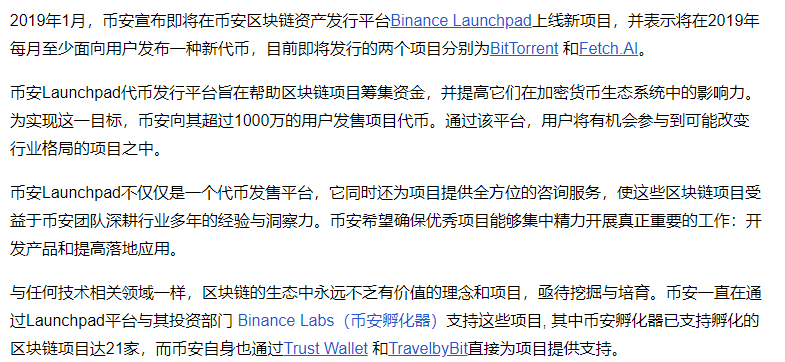 2019年1月，币安宣布即将在币安区块链资产发行平台Binance Launchpad上线新项目，并表示将在2019年
每月至少面向用户发布一种新代币，目前即将发行的两个项目分别为BitTorrent 和Fetch.AI。
币安Launchpad代币发行平台旨在帮助区块链项目筹集资金，并提高它们在加密货币生态系统中的影响力。
为实现这一目标，币安向其超过1000万的用户发售项目代币。通过该平台，用户将有机会参与到可能改变
行业格局的项目之中。
币安Launchpad不仅仅是一个代币发售平台，它同时还为项目提供全方位的咨询服务，使这些区块链项目受
益于币安团队深耕行业多年的经验与洞察力。币安希望确保优秀项目能够集中精力开展真正重要的工作：开
发产品和提高落地应用。
与任何技术相关领域一样，区块链的生态中永远不乏有价值的理念和项目，亟待挖掘与培育。币安一直在通
过Launchpad平台与其投资部门 Binance Labs（币安孵化器）支持这些项目, 其中币安孵化器已支持孵化的
区块链项目达21家，而币安自身也通过Trust Wallet 和TravelbyBit直接为项目提供支持。